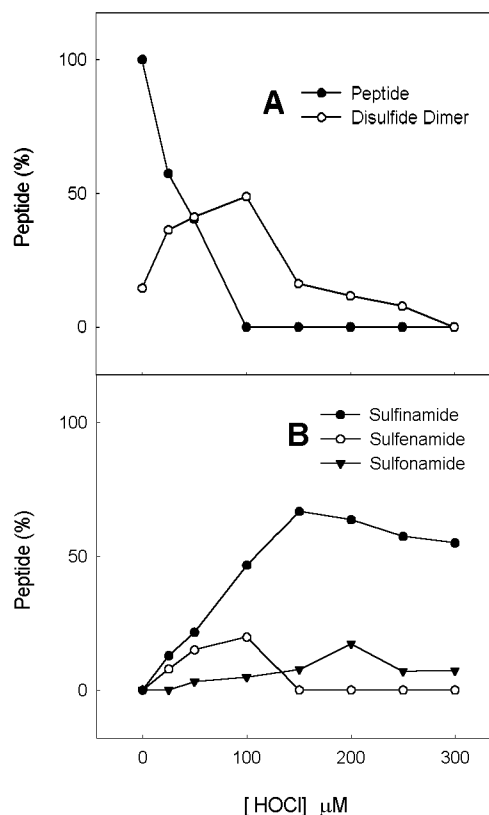 100
A
Peptide
Disulfide Dimer
Peptide (%)
50
0
Sulfinamide
100
B
Sulfenamide
Sulfonamide
Peptide (%)
50
0
0 100 200 300
[ HOCl] μM